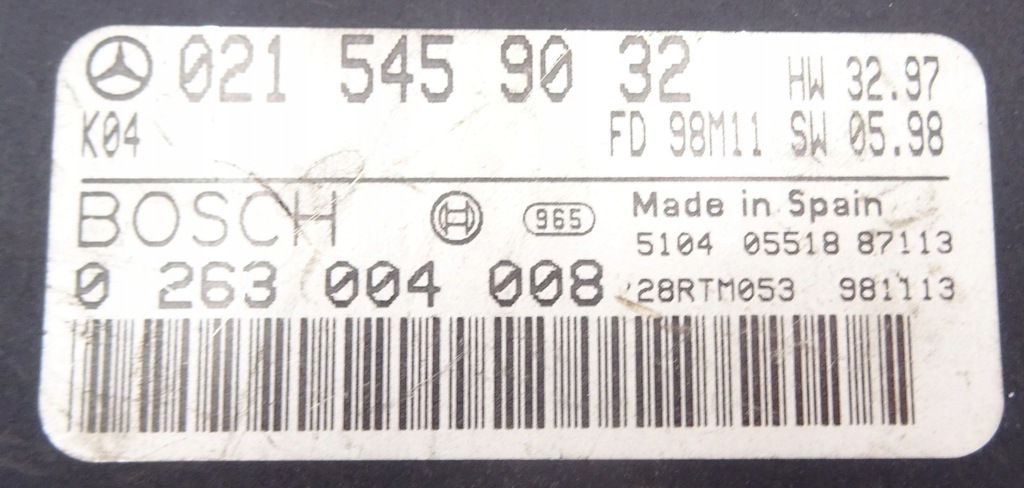 021 545 90 32 HW 32.97
K04 FD 98M11 SW 05.98
BOSCH 965 Made in Spain
5104 05518 87113
0 263 004 008 28RTM053 981113